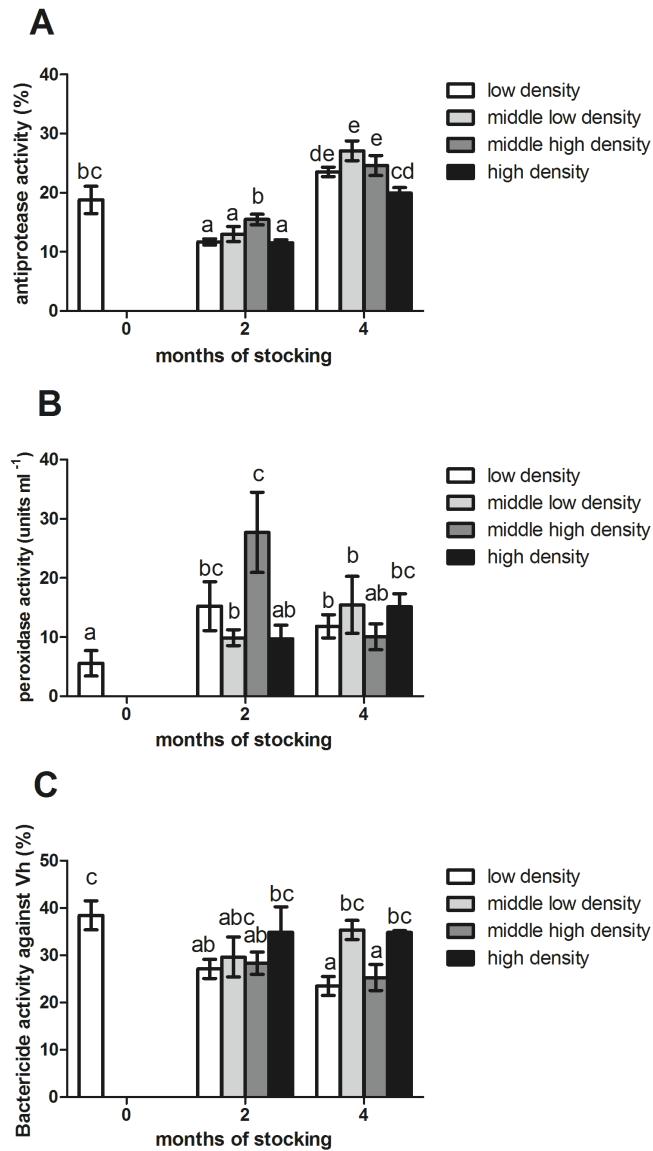 A
antiprotease activity (%)
40
30
20
10
0
bc
a
a
b
a
de
e
e
cd
0
2
4
months of stocking
low density
middle low density
middle high density
high density
B
peroxidase activity (units ml -1)
40
30
20
10
0
a
bc
b
c
ab
b
b
ab
bc
0
2
4
months of stocking
low density
middle low density
middle high density
high density
C
Bactericide activity against Vh (%)
50
40
30
20
10
0
c
ab
abc
ab
bc
a
bc
a
bc
0
2
4
months of stocking
low density
middle low density
middle high density
high density